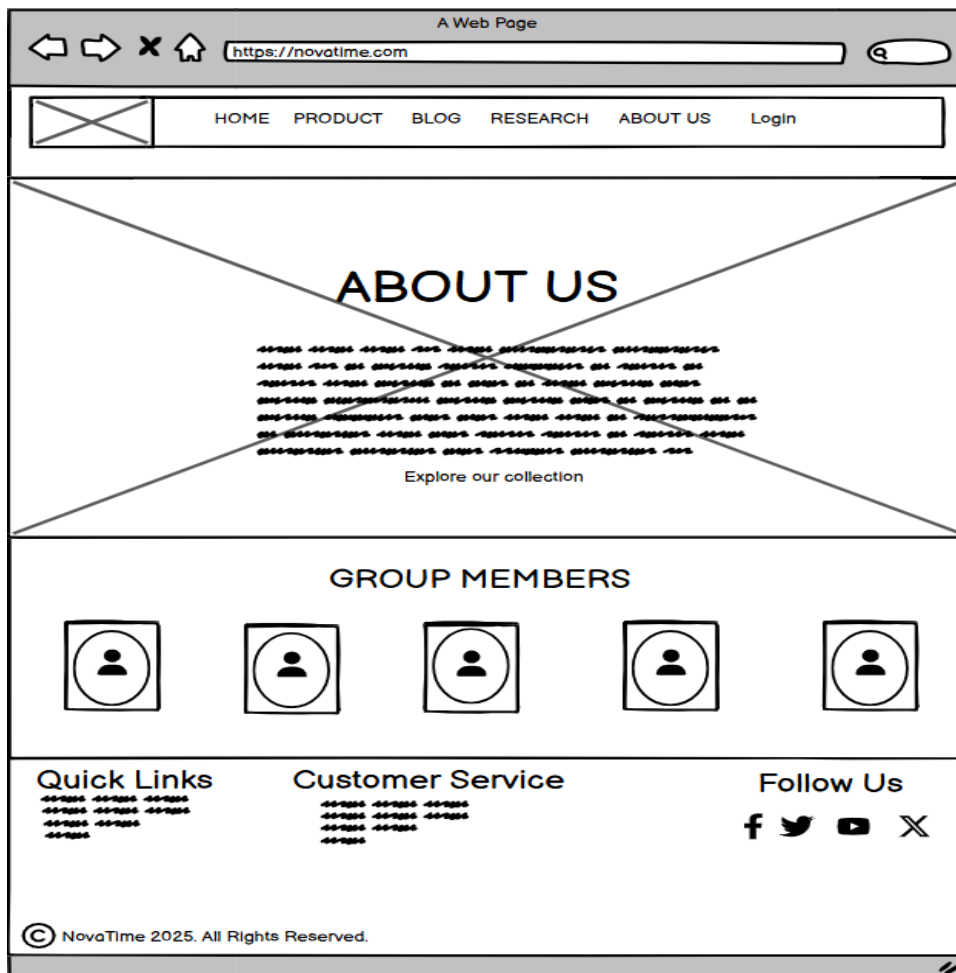 A Web Page
https://novatime.com
HOME PRODUCT BLOG RESEARCH ABOUT US Login
ABOUT US
Explore our collection
GROUP MEMBERS
Quick Links Customer Service Follow Us
© NovaTime 2025. All Rights Reserved.